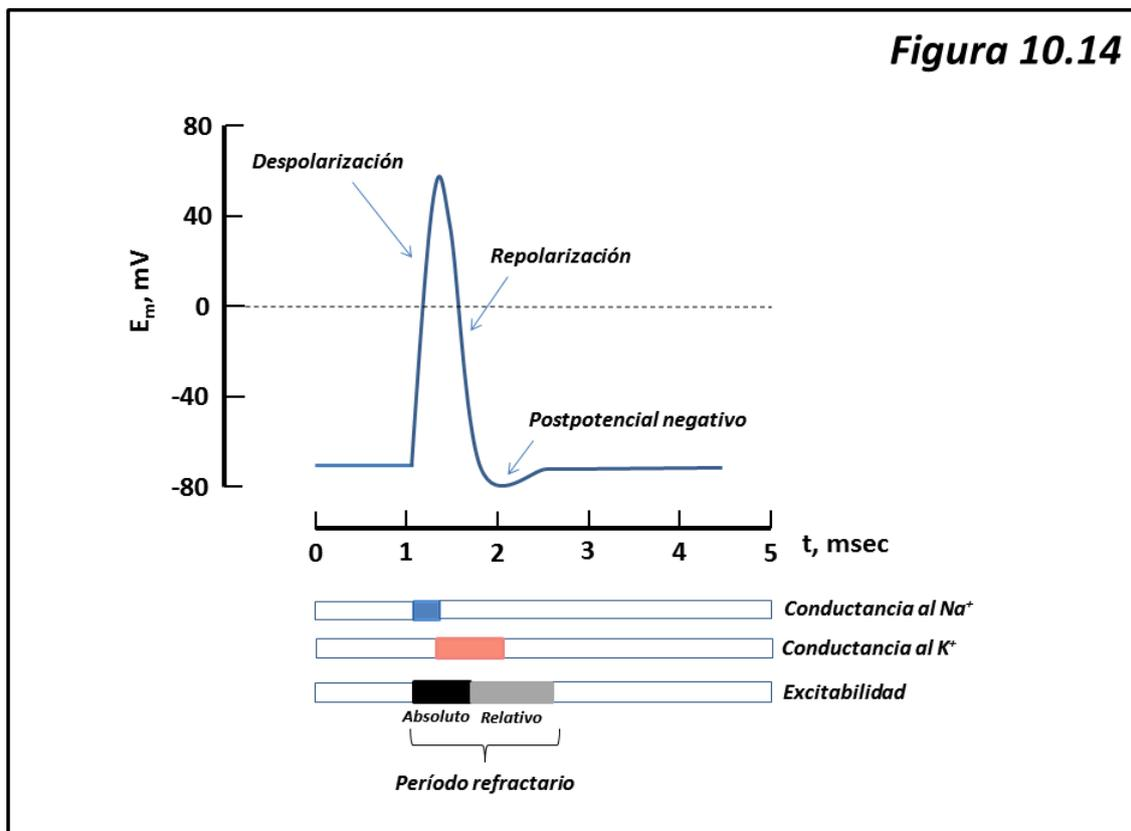 Figura 10.14
80
Despolarización
40
Repolarización
Em, mV
0
-40
Postpotencial negativo
-80
0 1 2 3 4 5 t, msec
Conductancia al Na+
Conductancia al K+
Excitabilidad
Absoluto Relativo
Período refractario